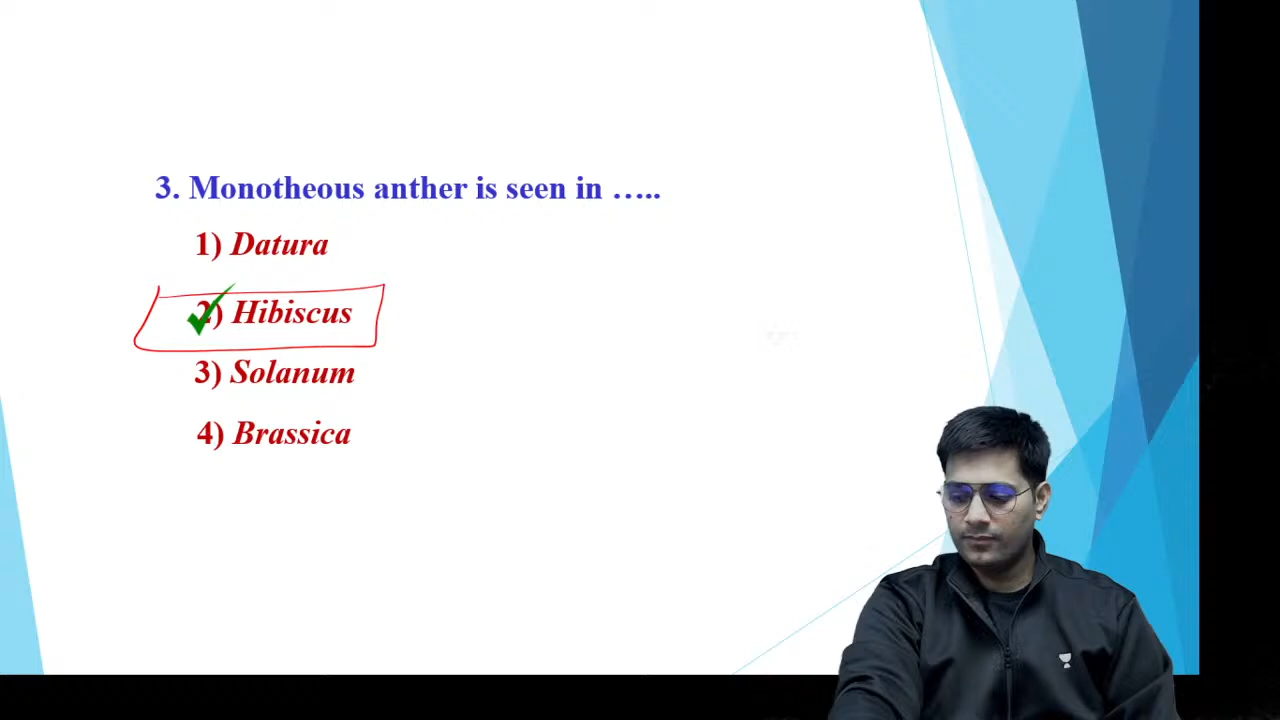 3. Monotheous anther is seen in …..
1) Datura
2) Hibiscus
3) Solanum
4) Brassica